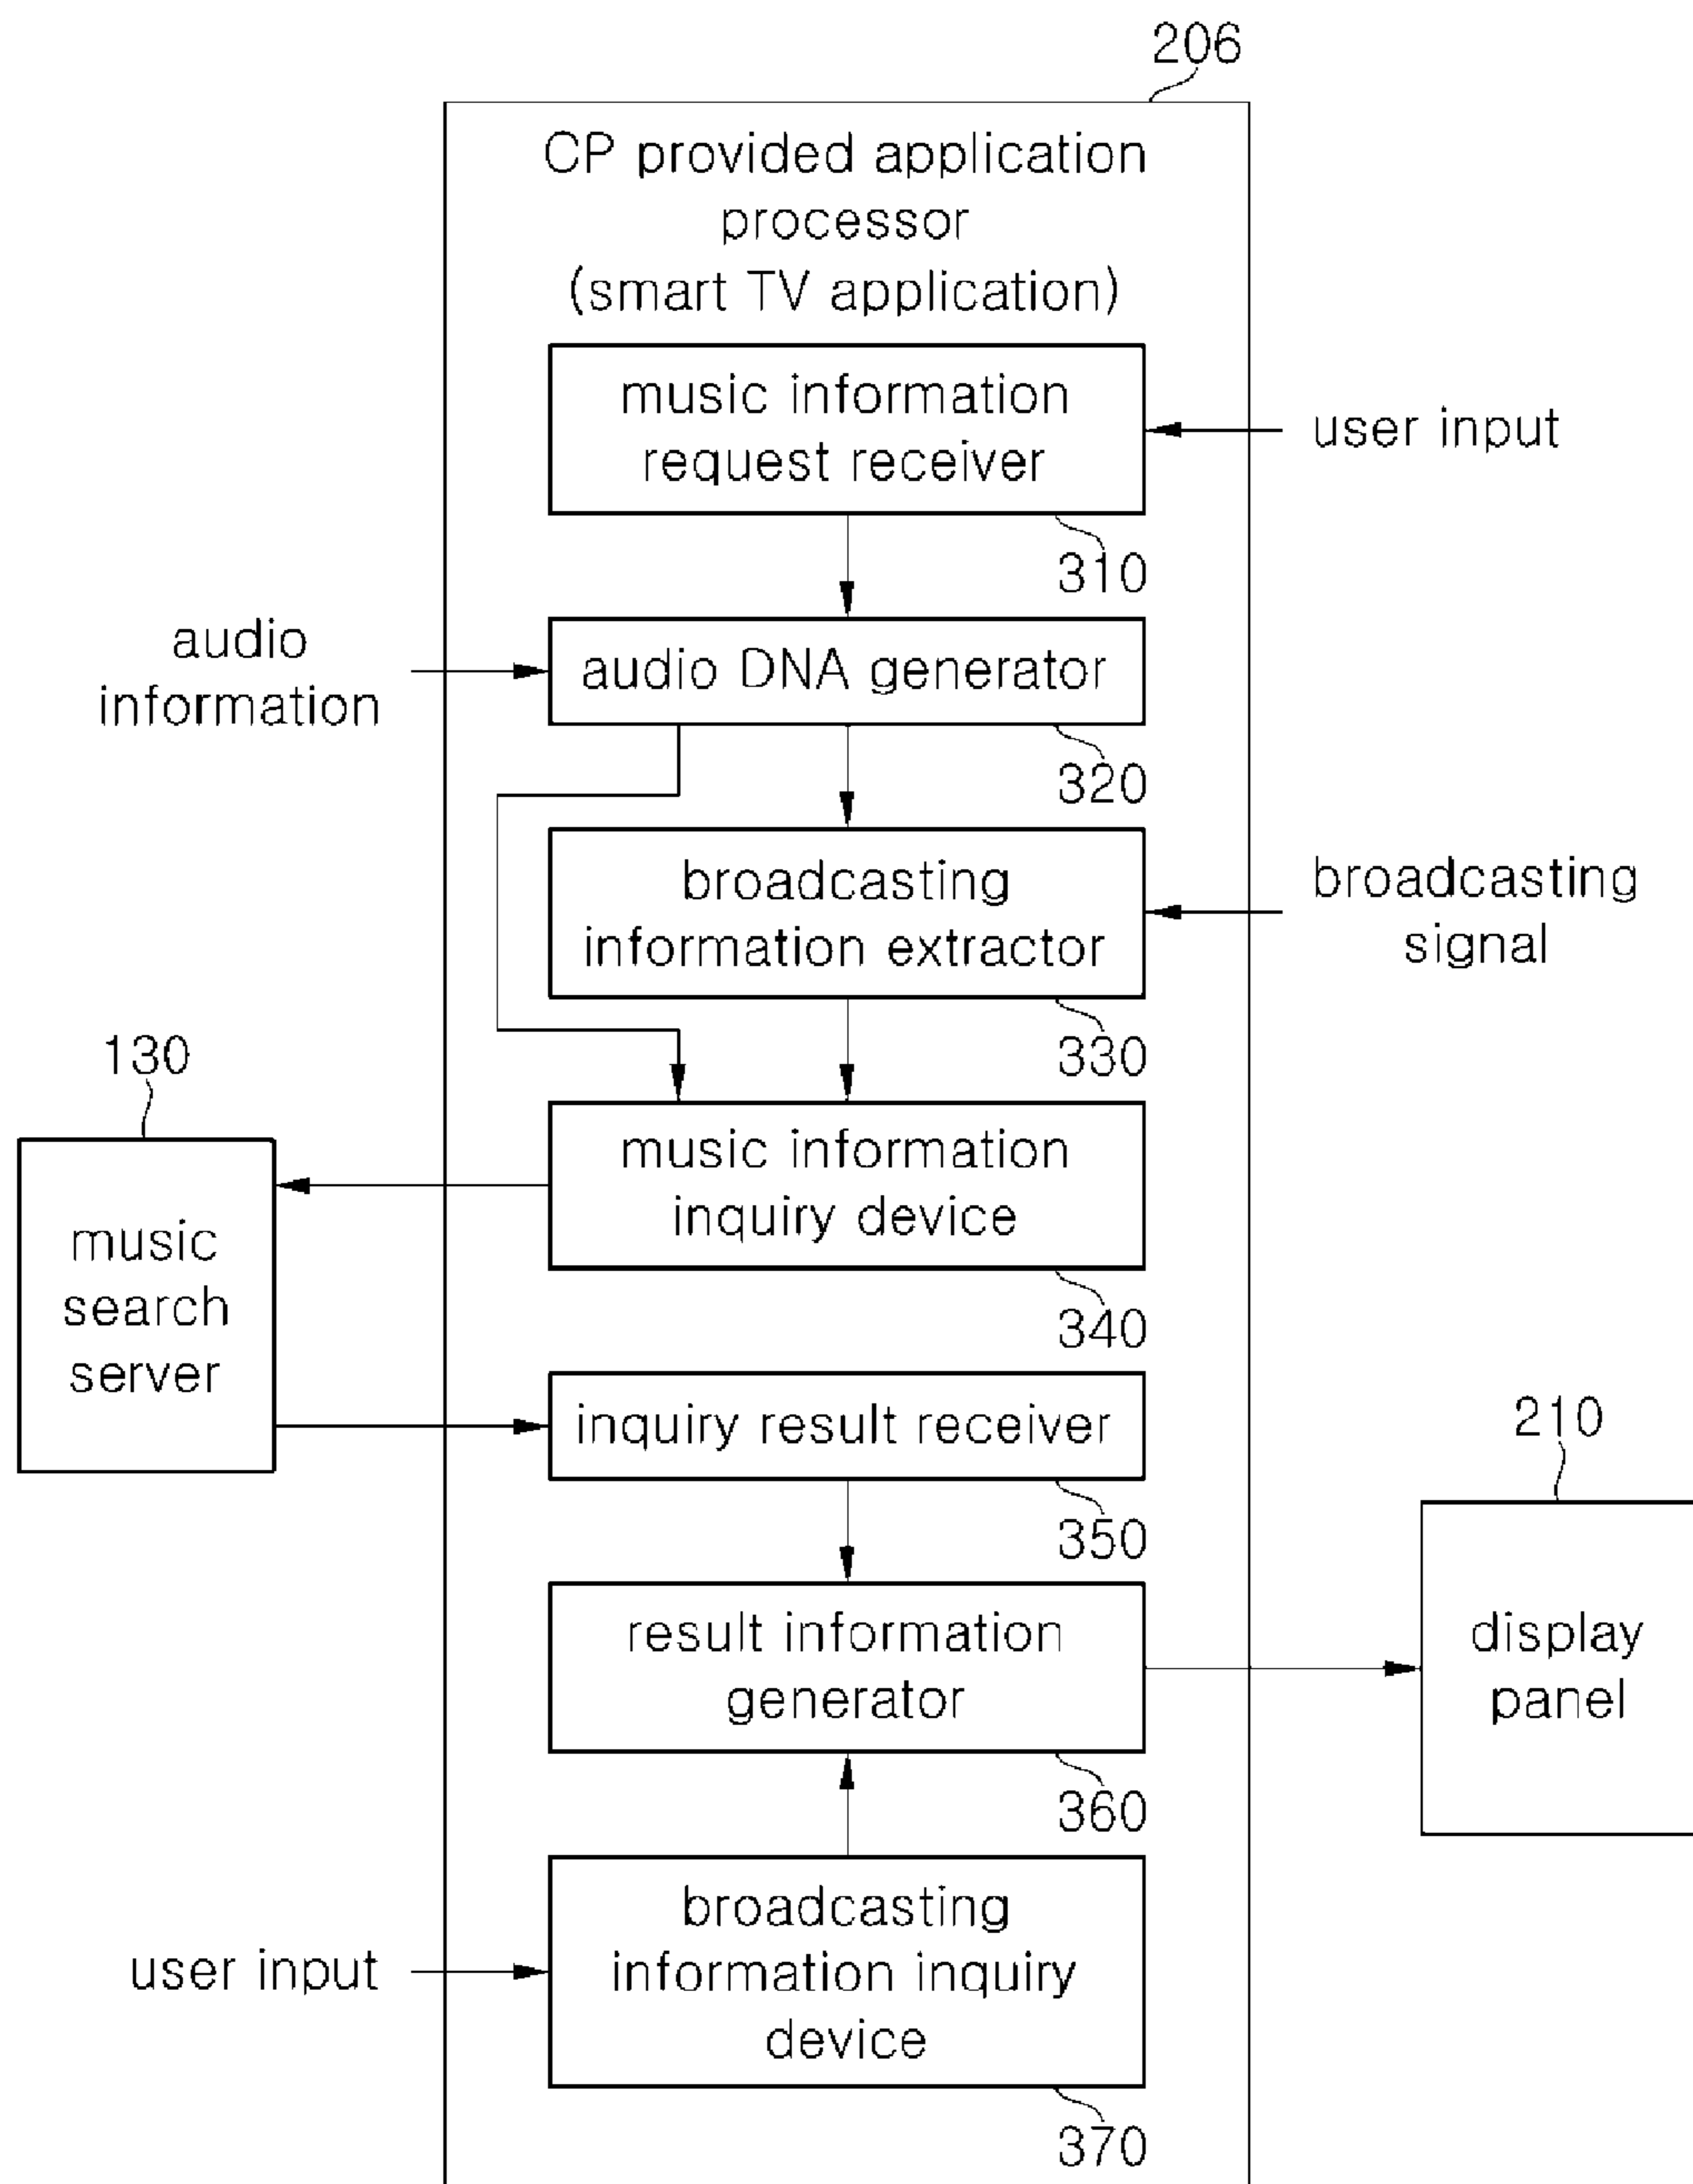 206
CP provided application
processor
(smart TV application)
music information
request receiver
user input
310
audio
information
audio DNA generator
320
broadcasting
information extractor
broadcasting
signal
330
130
music
search
server
music information
inquiry device
340
inquiry result receiver
350
210
display
panel
result information
generator
360
user input
broadcasting
information inquiry
device
370